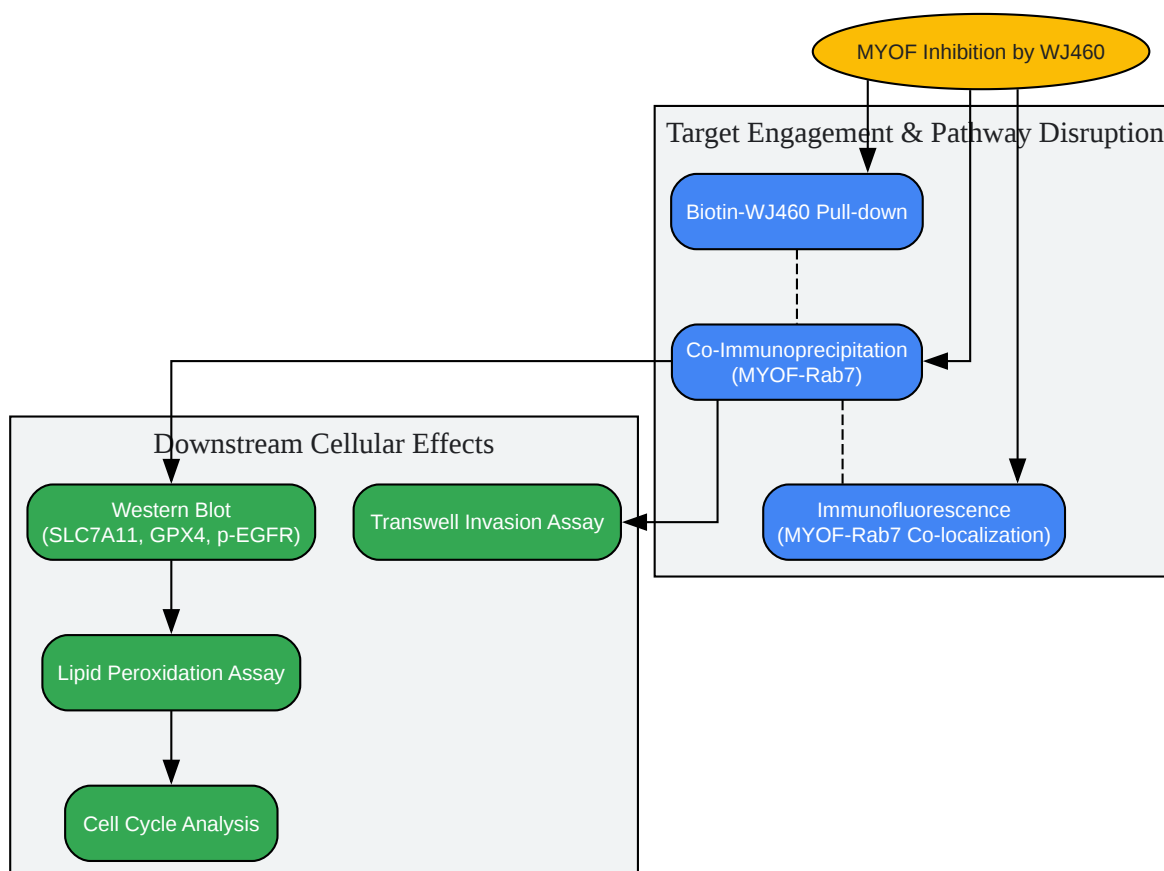 MYOF Inhibition by WJ460
Target Engagement & Pathway Disruption
Biotin-WJ460 Pull-down
Co-Immunoprecipitation
(MYOF-Rab7)
Immunofluorescence
(MYOF-Rab7 Co-localization)
Downstream Cellular Effects
Western Blot
(SLC7A11, GPX4, p-EGFR)
Transwell Invasion Assay
Lipid Peroxidation Assay
Cell Cycle Analysis